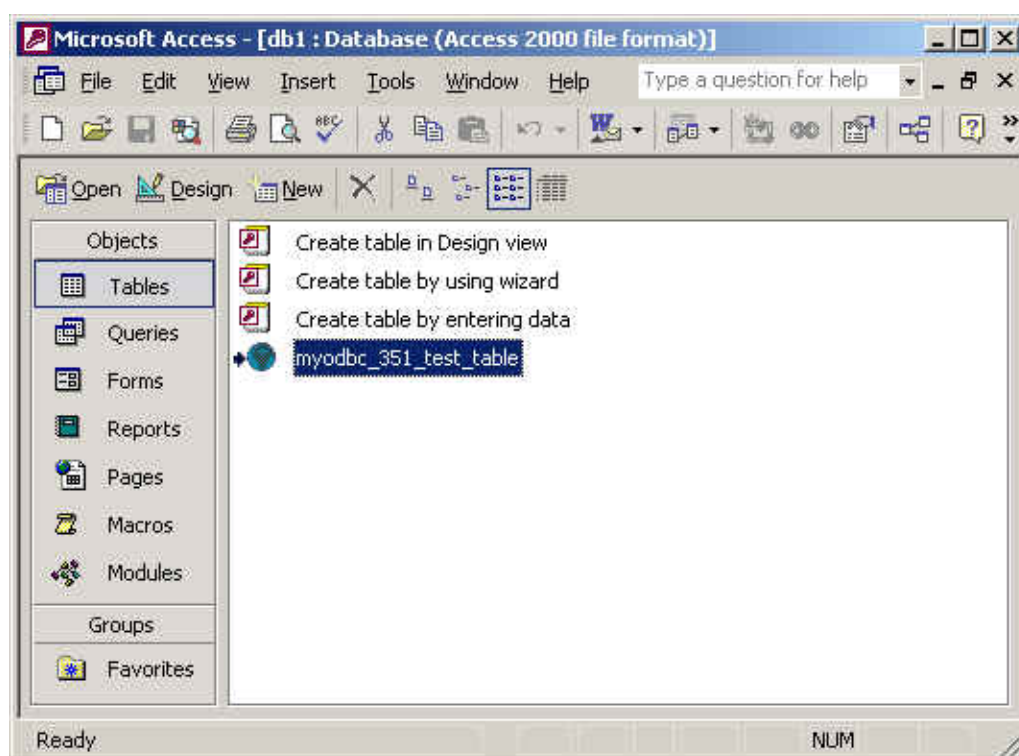 Microsoft Access - [db1 : Database (Access 2000 file format)]
File Edit View Insert Tools Window Help Type a question for help
ABC
Open Design New
Objects
Tables
Queries
Forms
Reports
Pages
Macros
Modules
Groups
Favorites
Create table in Design view
Create table by using wizard
Create table by entering data
myodbc_351_test_table
Ready NUM